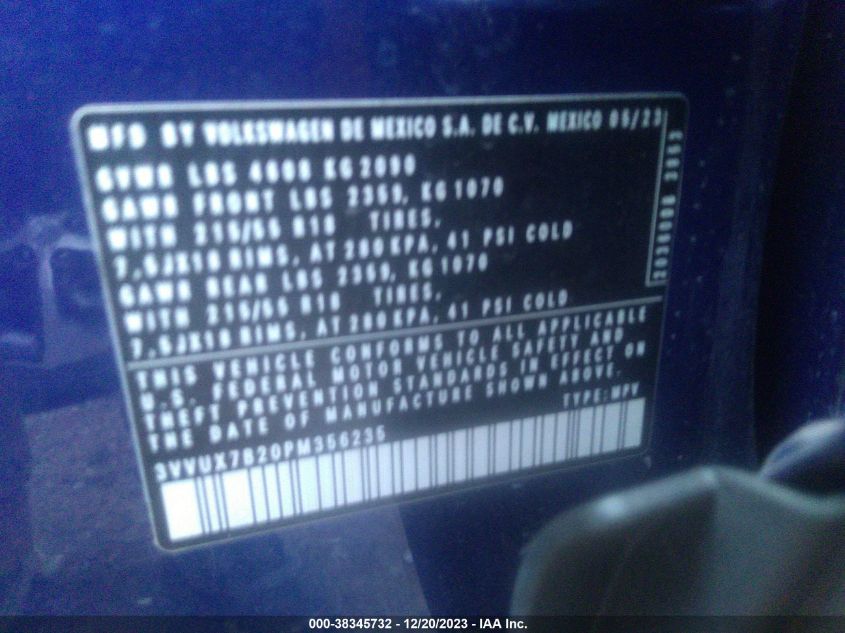 MFD BY VOLKSWAGEN DE MEXICO S.A. DE C.V. MEXICO 05/23
GVWR LBS 4608 KG 2090
GAWR FRONT LBS 2359, KG 1070
WITH 215/55 R18 TIRES,
7,5JX18 RIMS, AT 280 KPA, 41 PSI COLD
GAWR REAR LBS 2359, KG 1070
WITH 215/55 R18 TIRES,
7,5JX18 RIMS, AT 280 KPA, 41 PSI COLD
THIS VEHICLE CONFORMS TO ALL APPLICABLE
U.S. FEDERAL MOTOR VEHICLE SAFETY AND
THEFT PREVENTION STANDARDS IN EFFECT ON
THE DATE OF MANUFACTURE SHOWN ABOVE.
3VVUX7B20PM356235 TYPE: MPV
000-38345732 - 12/20/2023 - IAA Inc.